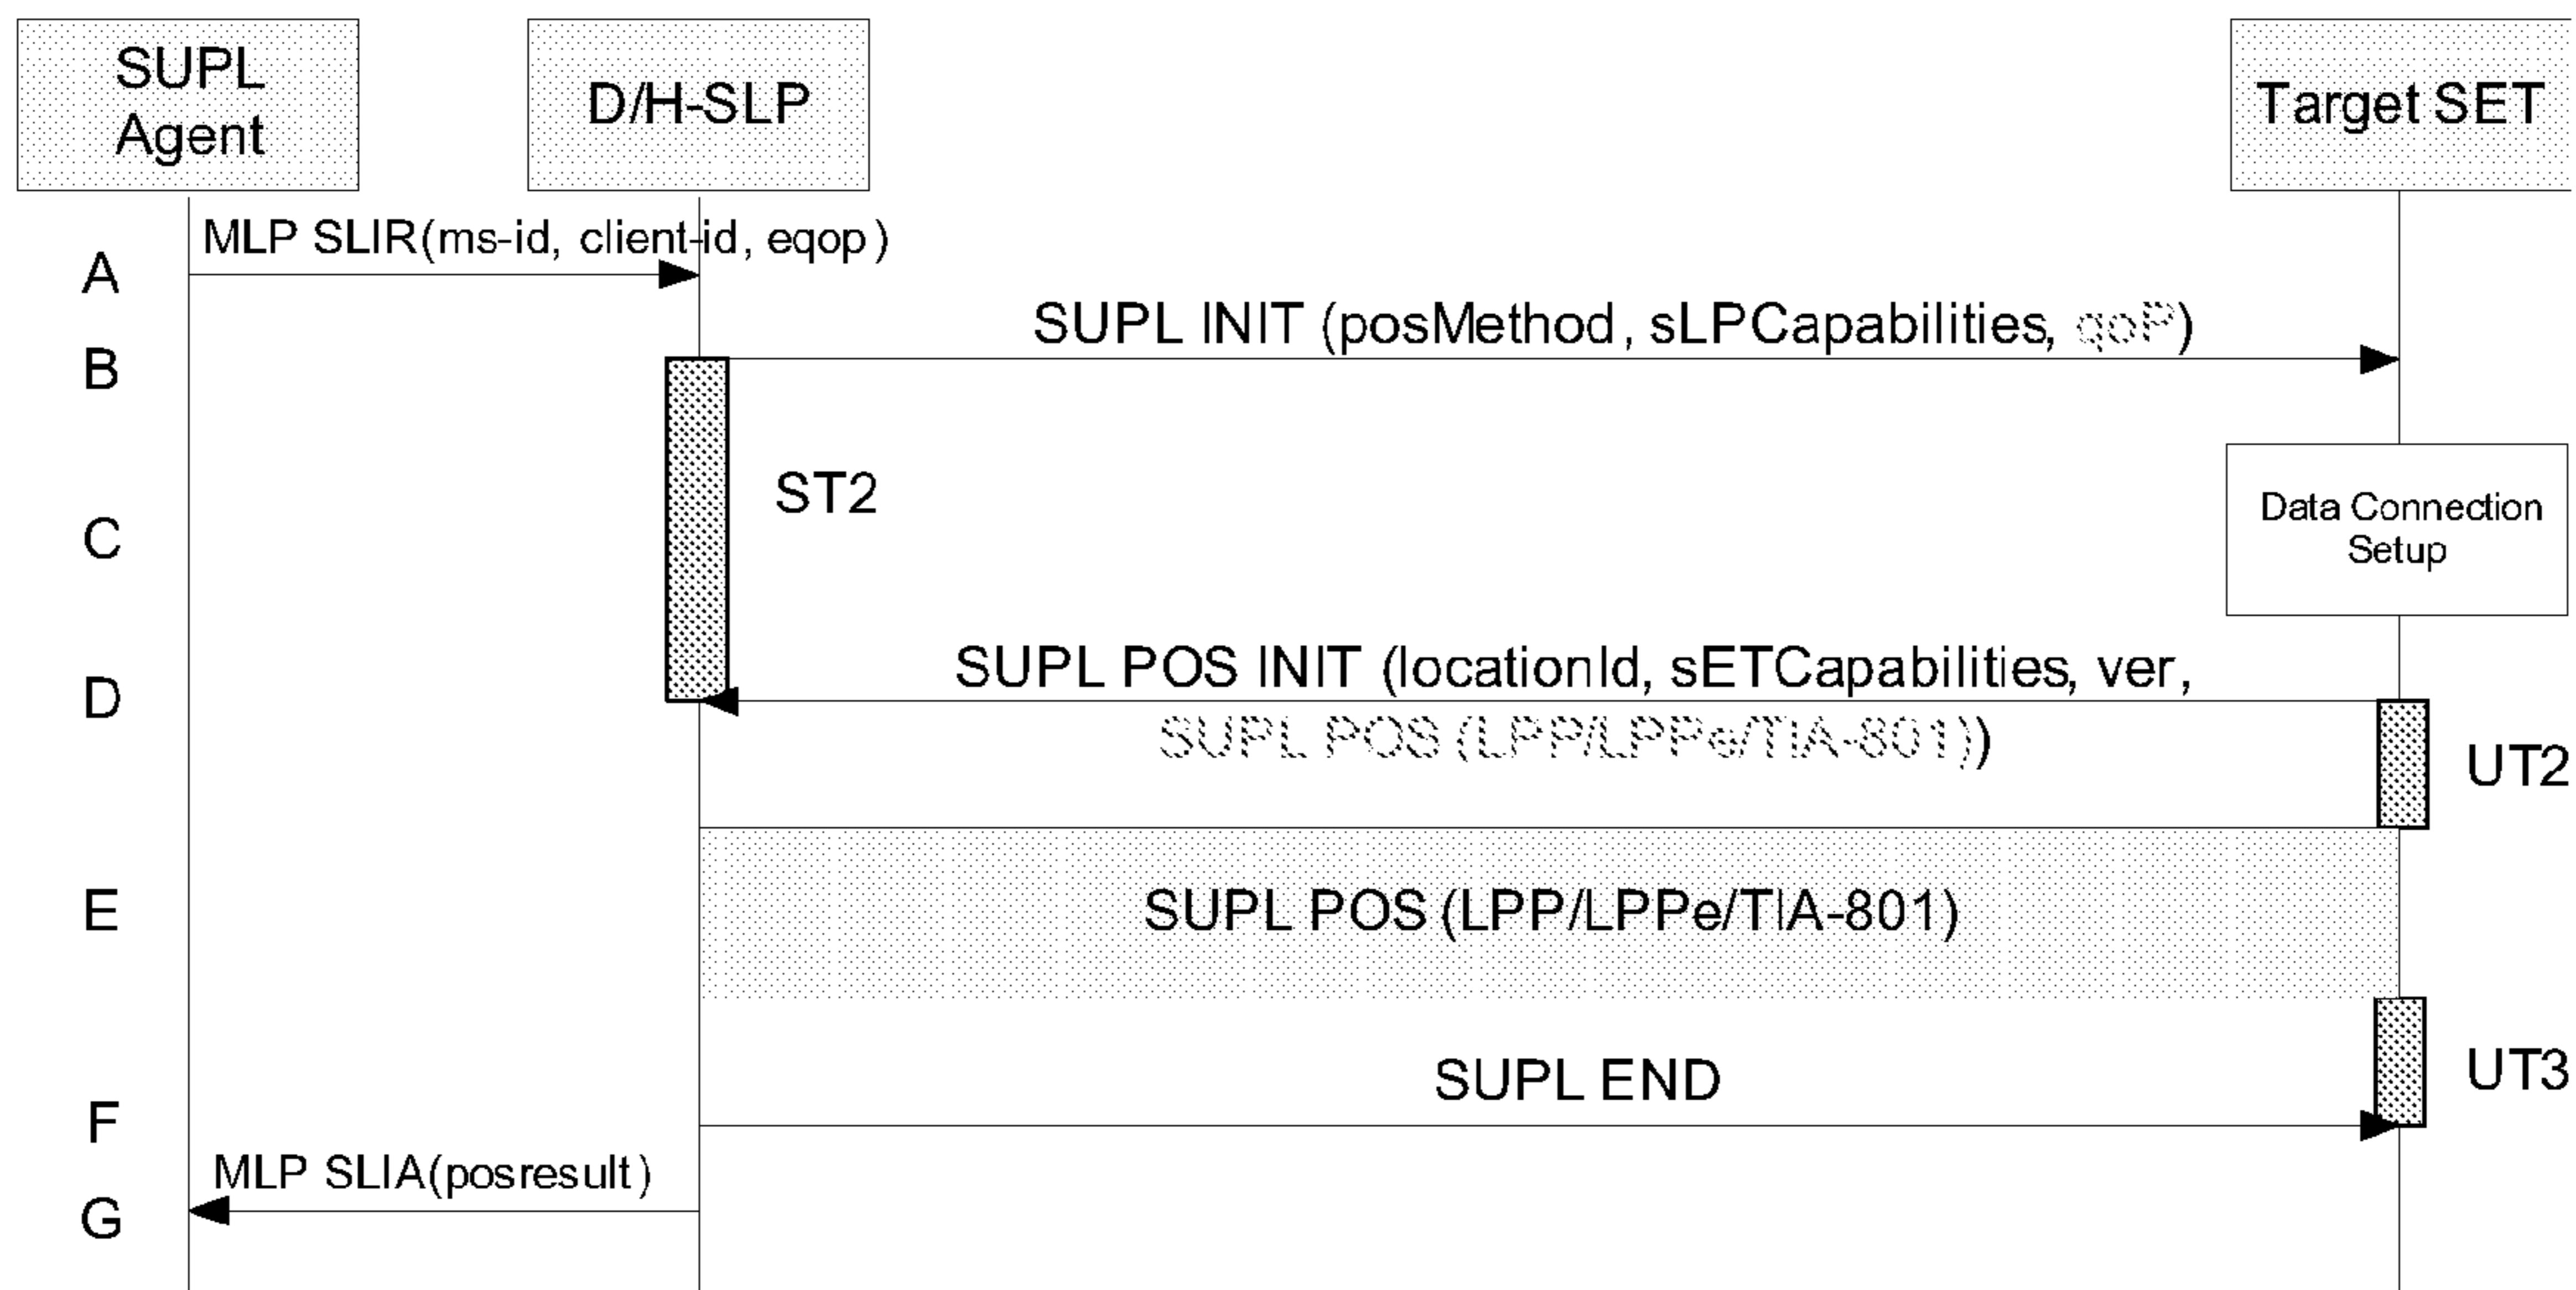 SUPL
Agent
D/H-SLP
Target SET
MLP SLIR(ms-id, client-id, eqop)
A
SUPL INIT (posMethod, sLPCapabilities, qoP)
B
ST2
Data Connection
Setup
C
SUPL POS INIT (locationId, sETCapabilities, ver,
D
SUPL POS (LPP/LPPe/TIA-801))
UT2
E
SUPL POS (LPP/LPPe/TIA-801)
SUPL END
UT3
F
MLP SLIA(posresult)
G